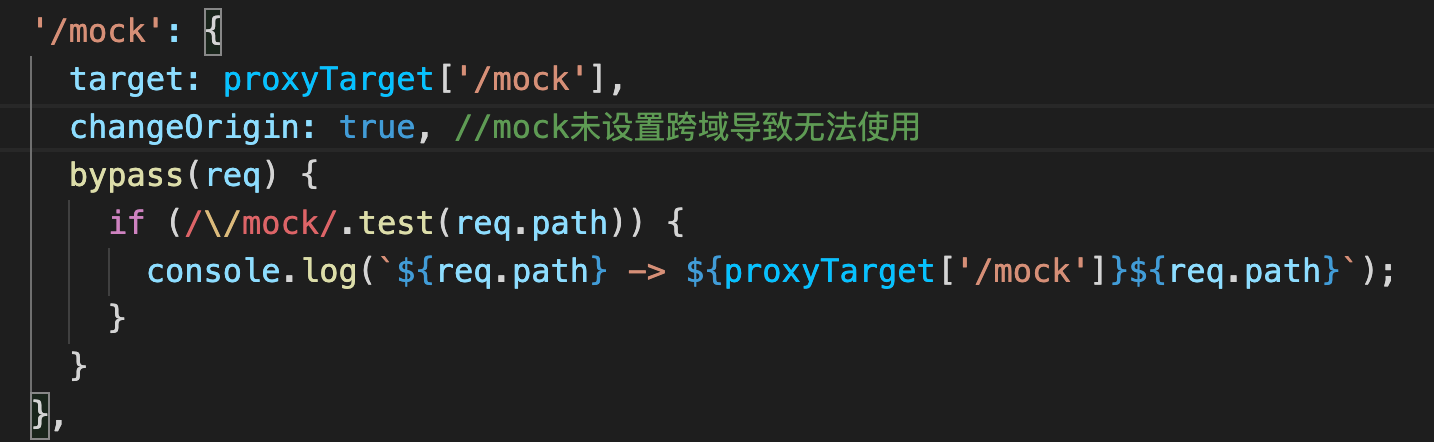 '/mock': {
target: proxyTarget['/mock'],
changeOrigin: true, //mock未设置跨域导致无法使用
bypass(req) {
if (/\/mock/.test(req.path)) {
console.log(`${req.path} -> ${proxyTarget['/mock']}${req.path}`);
}
}
},